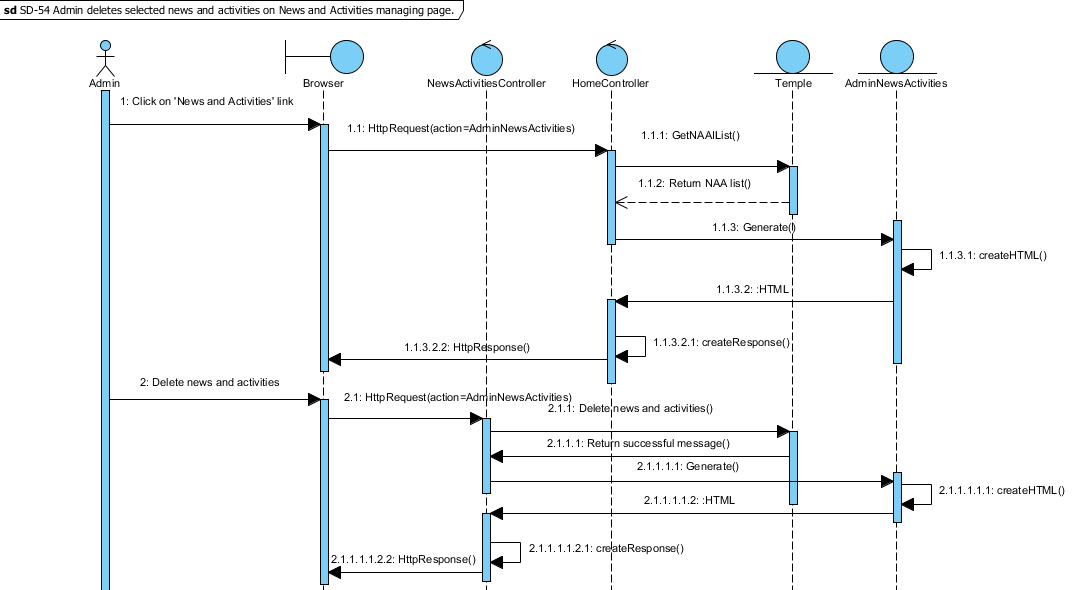 sd SD-54 Admin deletes selected news and activities on News and Activities managing page.
Admin
Browser
NewsActivitiesController
HomeController
Temple
AdminNewsActivities
1: Click on 'News and Activities' link
1.1: HttpRequest(action=AdminNewsActivities)
1.1.1: GetNAAIList()
1.1.2: Return NAA list()
1.1.3: Generate()
1.1.3.1: createHTML()
1.1.3.2: :HTML
1.1.3.2.1: createResponse()
1.1.3.2.2: HttpResponse()
2: Delete news and activities
2.1: HttpRequest(action=AdminNewsActivities)
2.1.1: Delete news and activities()
2.1.1.1: Return successful message()
2.1.1.1.1: Generate()
2.1.1.1.1.1: createHTML()
2.1.1.1.1.2: :HTML
2.1.1.1.1.2.1: createResponse()
2.1.1.1.1.2.2: HttpResponse()